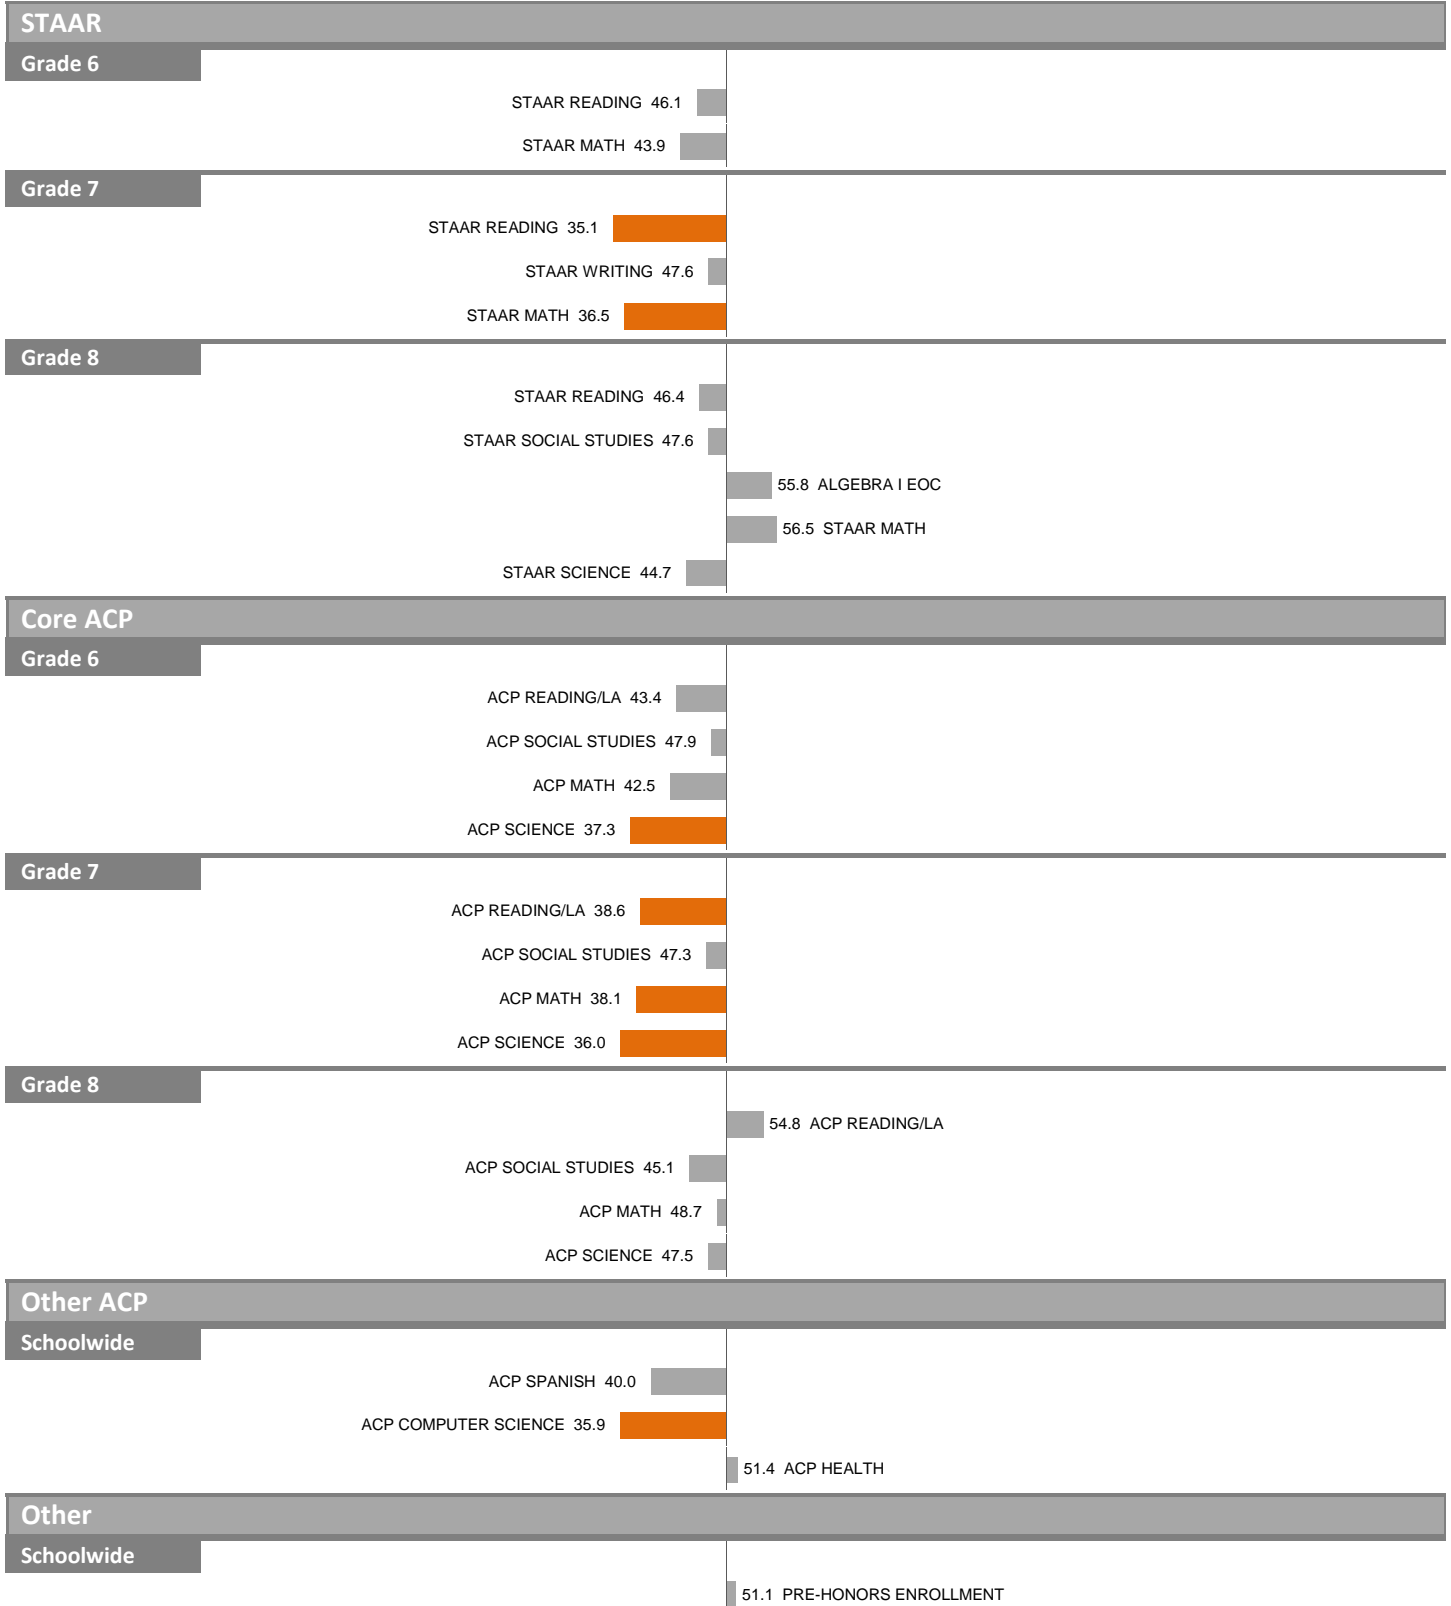 STAAR
Grade 6
STAAR READING 46.1
STAAR MATH 43.9
Grade 7
STAAR READING 35.1
STAAR WRITING 47.6
STAAR MATH 36.5
Grade 8
STAAR READING 46.4
STAAR SOCIAL STUDIES 47.6
55.8 ALGEBRA I EOC
56.5 STAAR MATH
STAAR SCIENCE 44.7
Core ACP
Grade 6
ACP READING/LA 43.4
ACP SOCIAL STUDIES 47.9
ACP MATH 42.5
ACP SCIENCE 37.3
Grade 7
ACP READING/LA 38.6
ACP SOCIAL STUDIES 47.3
ACP MATH 38.1
ACP SCIENCE 36.0
Grade 8
54.8 ACP READING/LA
ACP SOCIAL STUDIES 45.1
ACP MATH 48.7
ACP SCIENCE 47.5
Other ACP
Schoolwide
ACP SPANISH 40.0
ACP COMPUTER SCIENCE 35.9
51.4 ACP HEALTH
Other
Schoolwide
51.1 PRE-HONORS ENROLLMENT